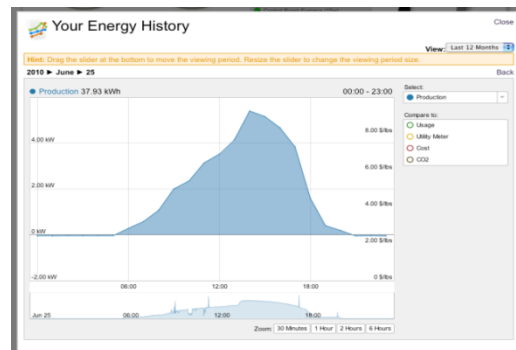 Your Energy History
Close
View: Last 12 Months
Hint: Drag the slider at the bottom to move the viewing period. Resize the slider to change the viewing period size.
2010 ► June ► 25
Back
Production 37.93 kWh
00:00 - 23:00
Select:
Production
Compare to:
Usage
Utility Meter
Cost
CO2
4.00 kW
2.00 kW
0 kW
-2.00 kW
8.00 $/lbs
6.00 $/lbs
4.00 $/lbs
2.00 $/lbs
0 $/lbs
06:00
12:00
18:00
Jun 25
06:00
12:00
18:00
Zoom: 30 Minutes 1 Hour 2 Hours 6 Hours